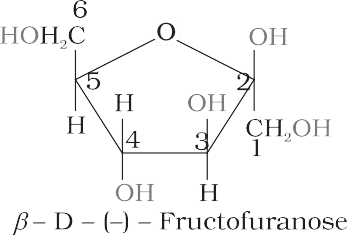 6
HOH₂C O OH
5 2
H H OH CH₂OH
4 3 1
OH H
β – D – (–) – Fructofuranose